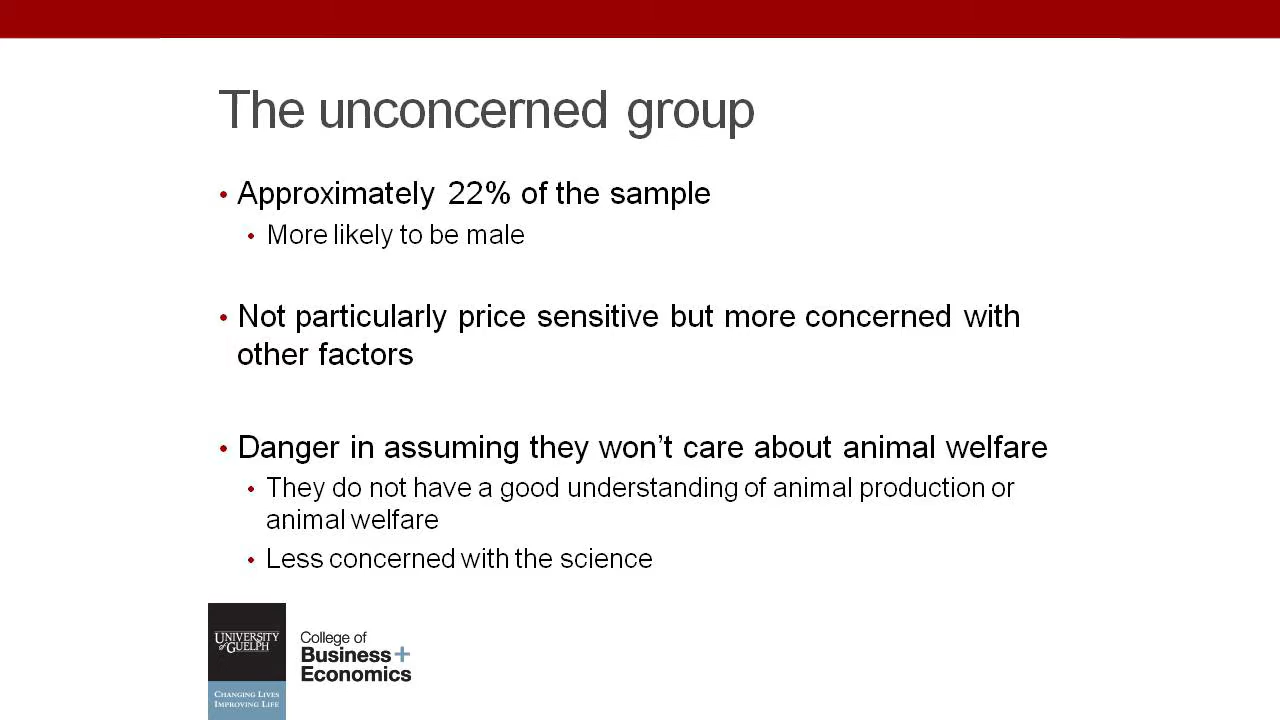 The unconcerned group
• Approximately 22% of the sample
• More likely to be male
• Not particularly price sensitive but more concerned with
other factors
• Danger in assuming they won't care about animal welfare
• They do not have a good understanding of animal production or
animal welfare
• Less concerned with the science
UNIVERSITY
of GUELPH
CHANGING LIVES
IMPROVING LIFE
College of
Business+
Economics